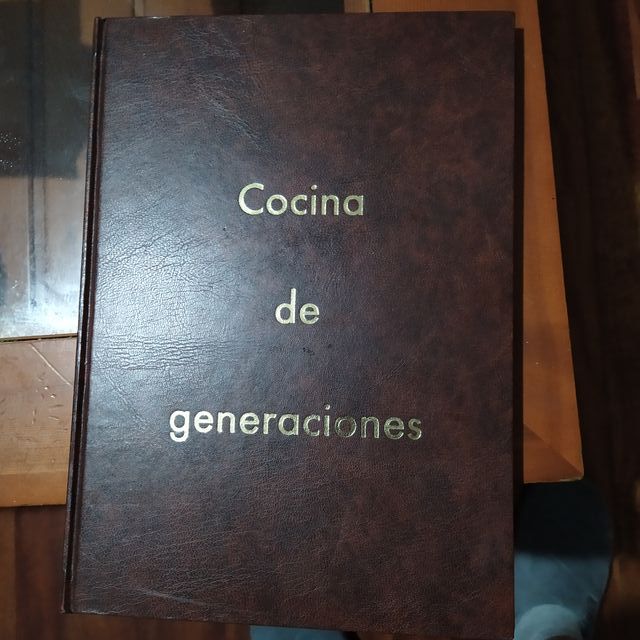 Cocina
de
generaciones